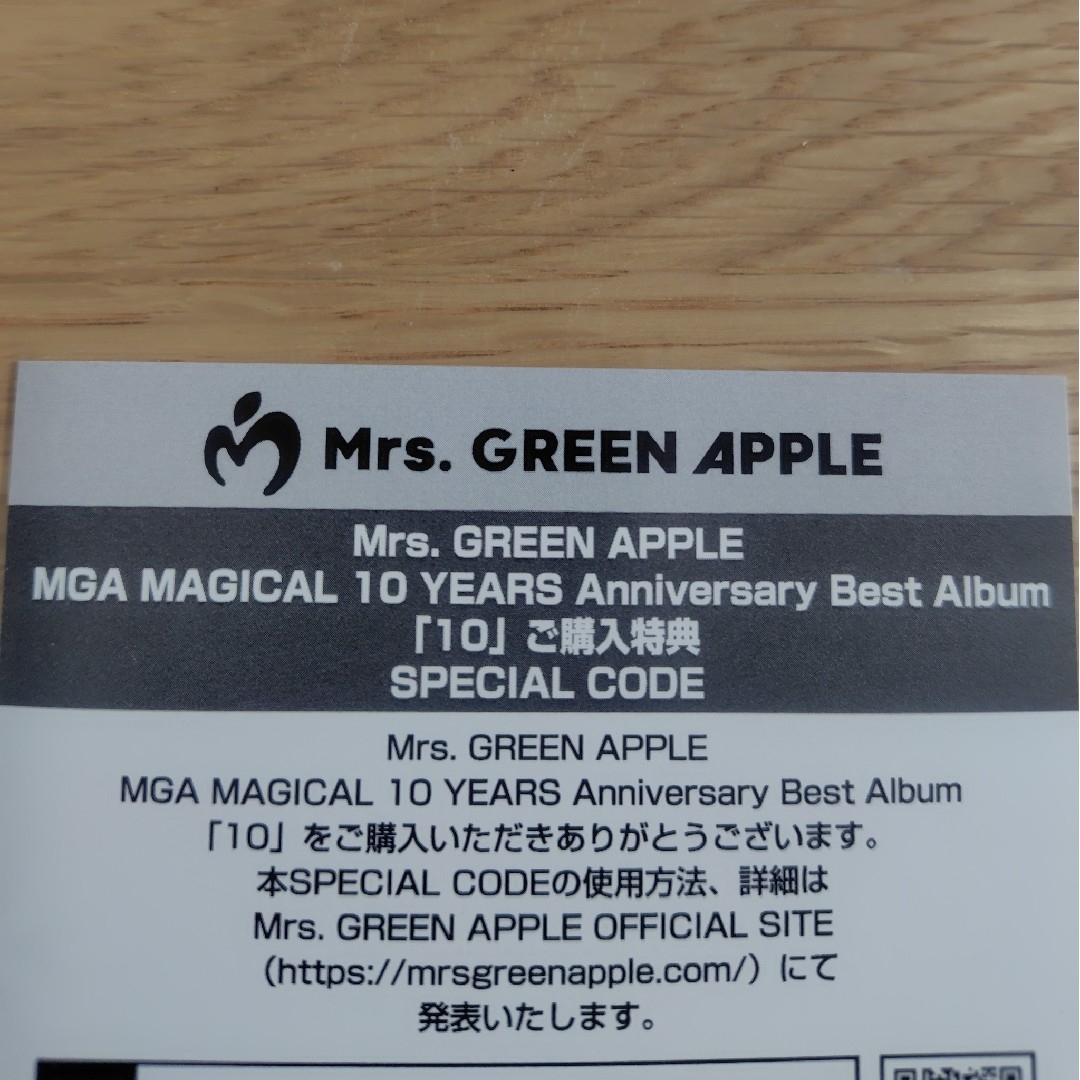 Mrs. GREEN APPLE
Mrs. GREEN APPLE
MGA MAGICAL 10 YEARS Anniversary Best Album
「10」ご購入特典
SPECIAL CODE
Mrs. GREEN APPLE
MGA MAGICAL 10 YEARS Anniversary Best Album
「10」をご購入いただきありがとうございます。
本SPECIAL CODEの使用方法、詳細は
Mrs. GREEN APPLE OFFICIAL SITE
（https://mrsgreenapple.com/）にて
発表いたします。